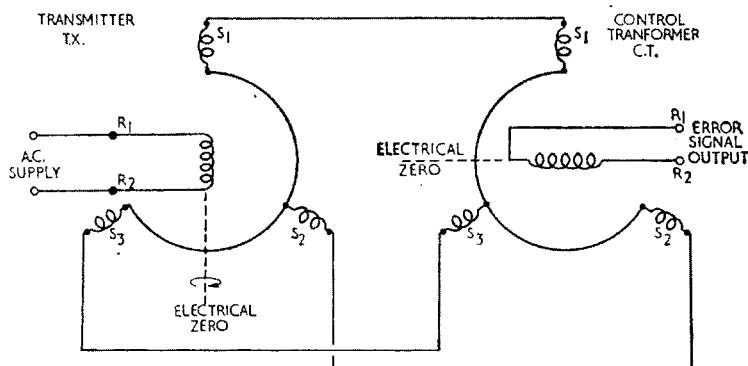 TRANSMITTER
T.X.
S1
S1
CONTROL
TRANFORMER
C.T.
R1
A.C.
SUPPLY
R2
ELECTRICAL
ZERO
R1
ERROR
SIGNAL
OUTPUT
R2
S3
S2
S3
S2
ELECTRICAL
ZERO